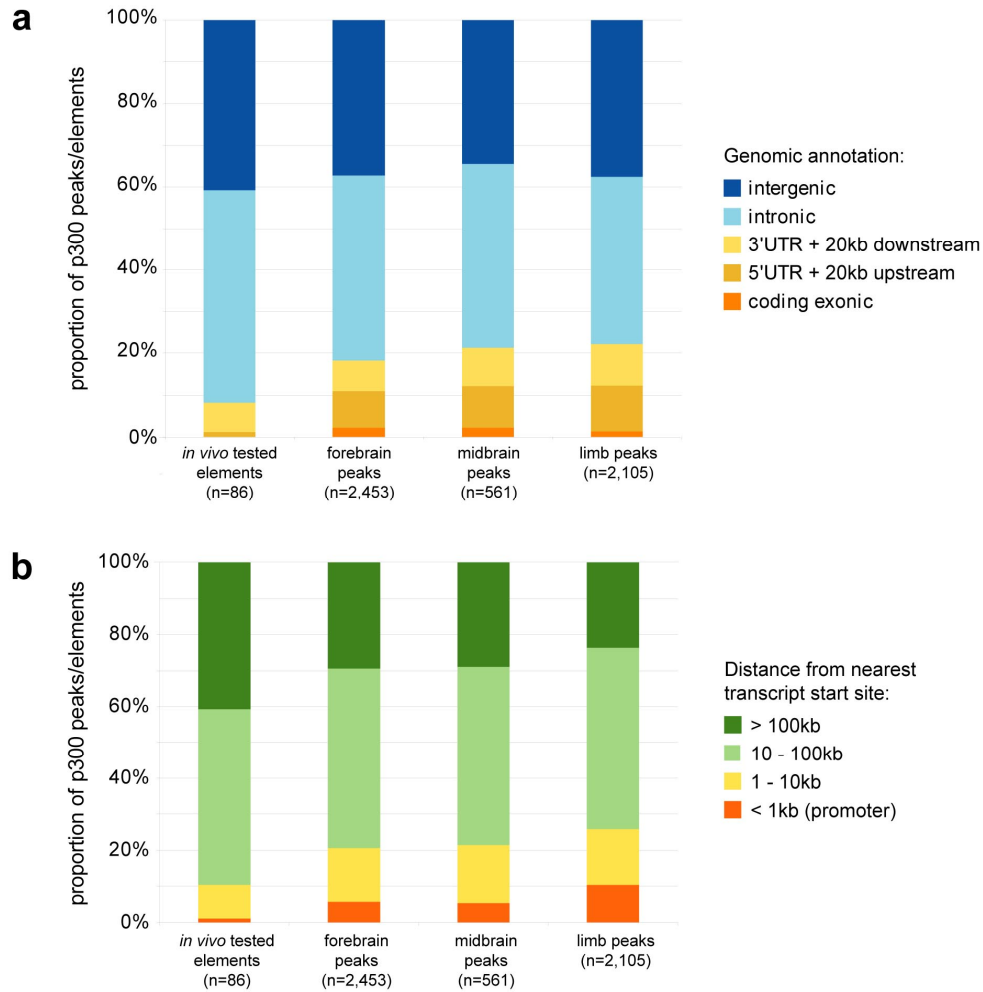 a
proportion of p300 peaks/elements
100%
80%
60%
40%
20%
0%
in vivo tested
elements
(n=86)
forebrain
peaks
(n=2,453)
midbrain
peaks
(n=561)
limb peaks
(n=2,105)
Genomic annotation:
intergenic
intronic
3'UTR + 20kb downstream
5'UTR + 20kb upstream
coding exonic
b
proportion of p300 peaks/elements
100%
80%
60%
40%
20%
0%
in vivo tested
elements
(n=86)
forebrain
peaks
(n=2,453)
midbrain
peaks
(n=561)
limb peaks
(n=2,105)
Distance from nearest
transcript start site:
> 100kb
10 - 100kb
1 - 10kb
< 1kb (promoter)